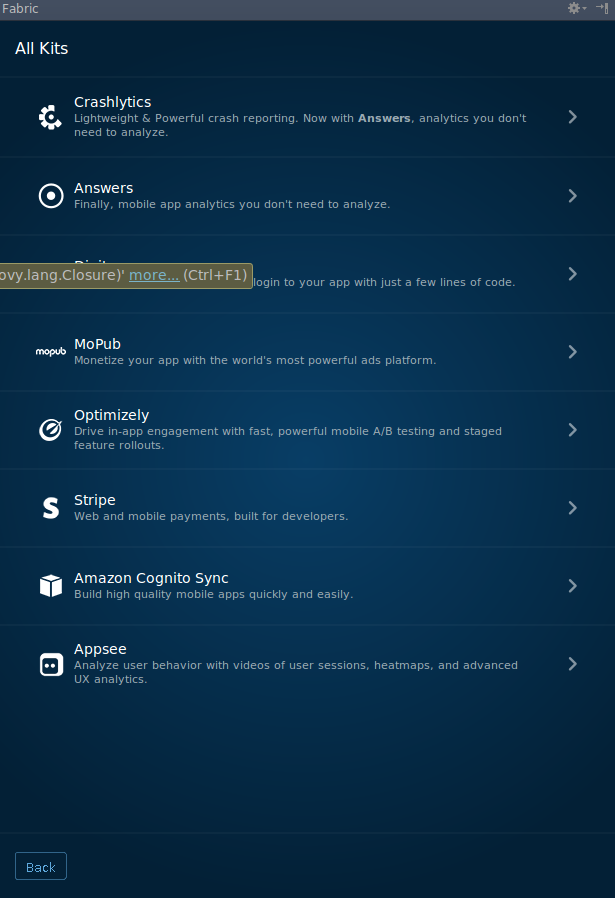 Fabric
All Kits
Crashlytics
Lightweight & Powerful crash reporting. Now with Answers, analytics you don't
need to analyze.
Answers
Finally, mobile app analytics you don't need to analyze.
ovy.lang.Closure)' more... (Ctrl+F1)
login to your app with just a few lines of code.
mopub
MoPub
Monetize your app with the world's most powerful ads platform.
Optimizely
Drive in-app engagement with fast, powerful mobile A/B testing and staged
feature rollouts.
Stripe
Web and mobile payments, built for developers.
Amazon Cognito Sync
Build high quality mobile apps quickly and easily.
Appsee
Analyze user behavior with videos of user sessions, heatmaps, and advanced
UX analytics.
Back